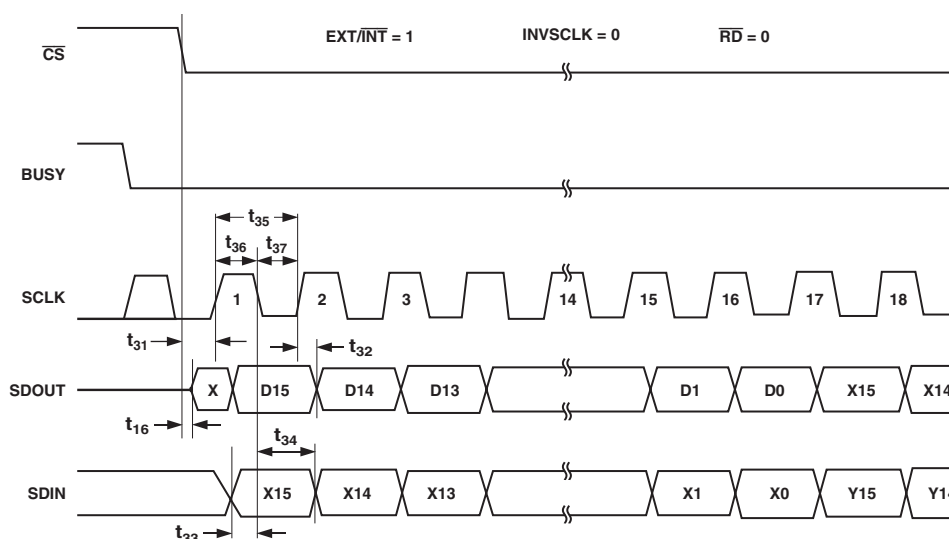 EXT/INT = 1 INVSCLK = 0 RD = 0
CS
BUSY
t35
t36 t37
SCLK 1 2 3 14 15 16 17 18
t31 t32
SDOUT X D15 D14 D13 D1 D0 X15 X14
t16 t34
SDIN X15 X14 X13 X1 X0 Y15 Y14
t33